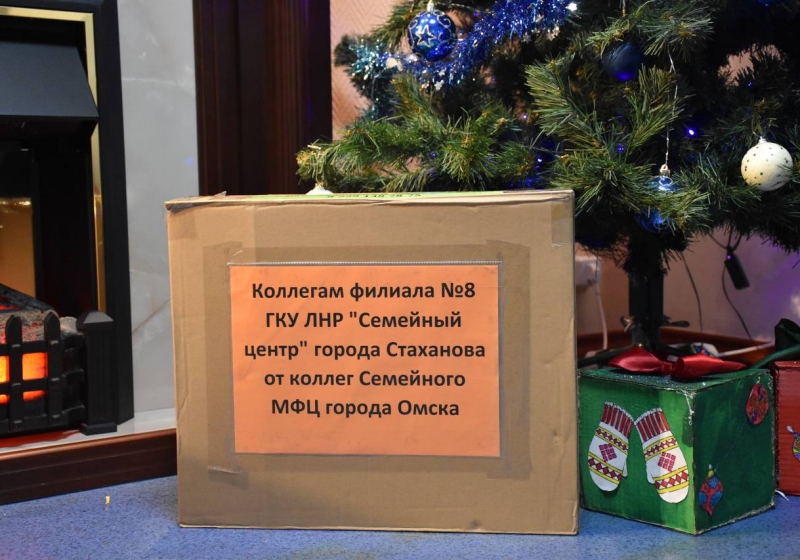 Коллегам филиала №8
ГКУ ЛНР "Семейный
центр" города Стаханова
от коллег Семейного
МФЦ города Омска